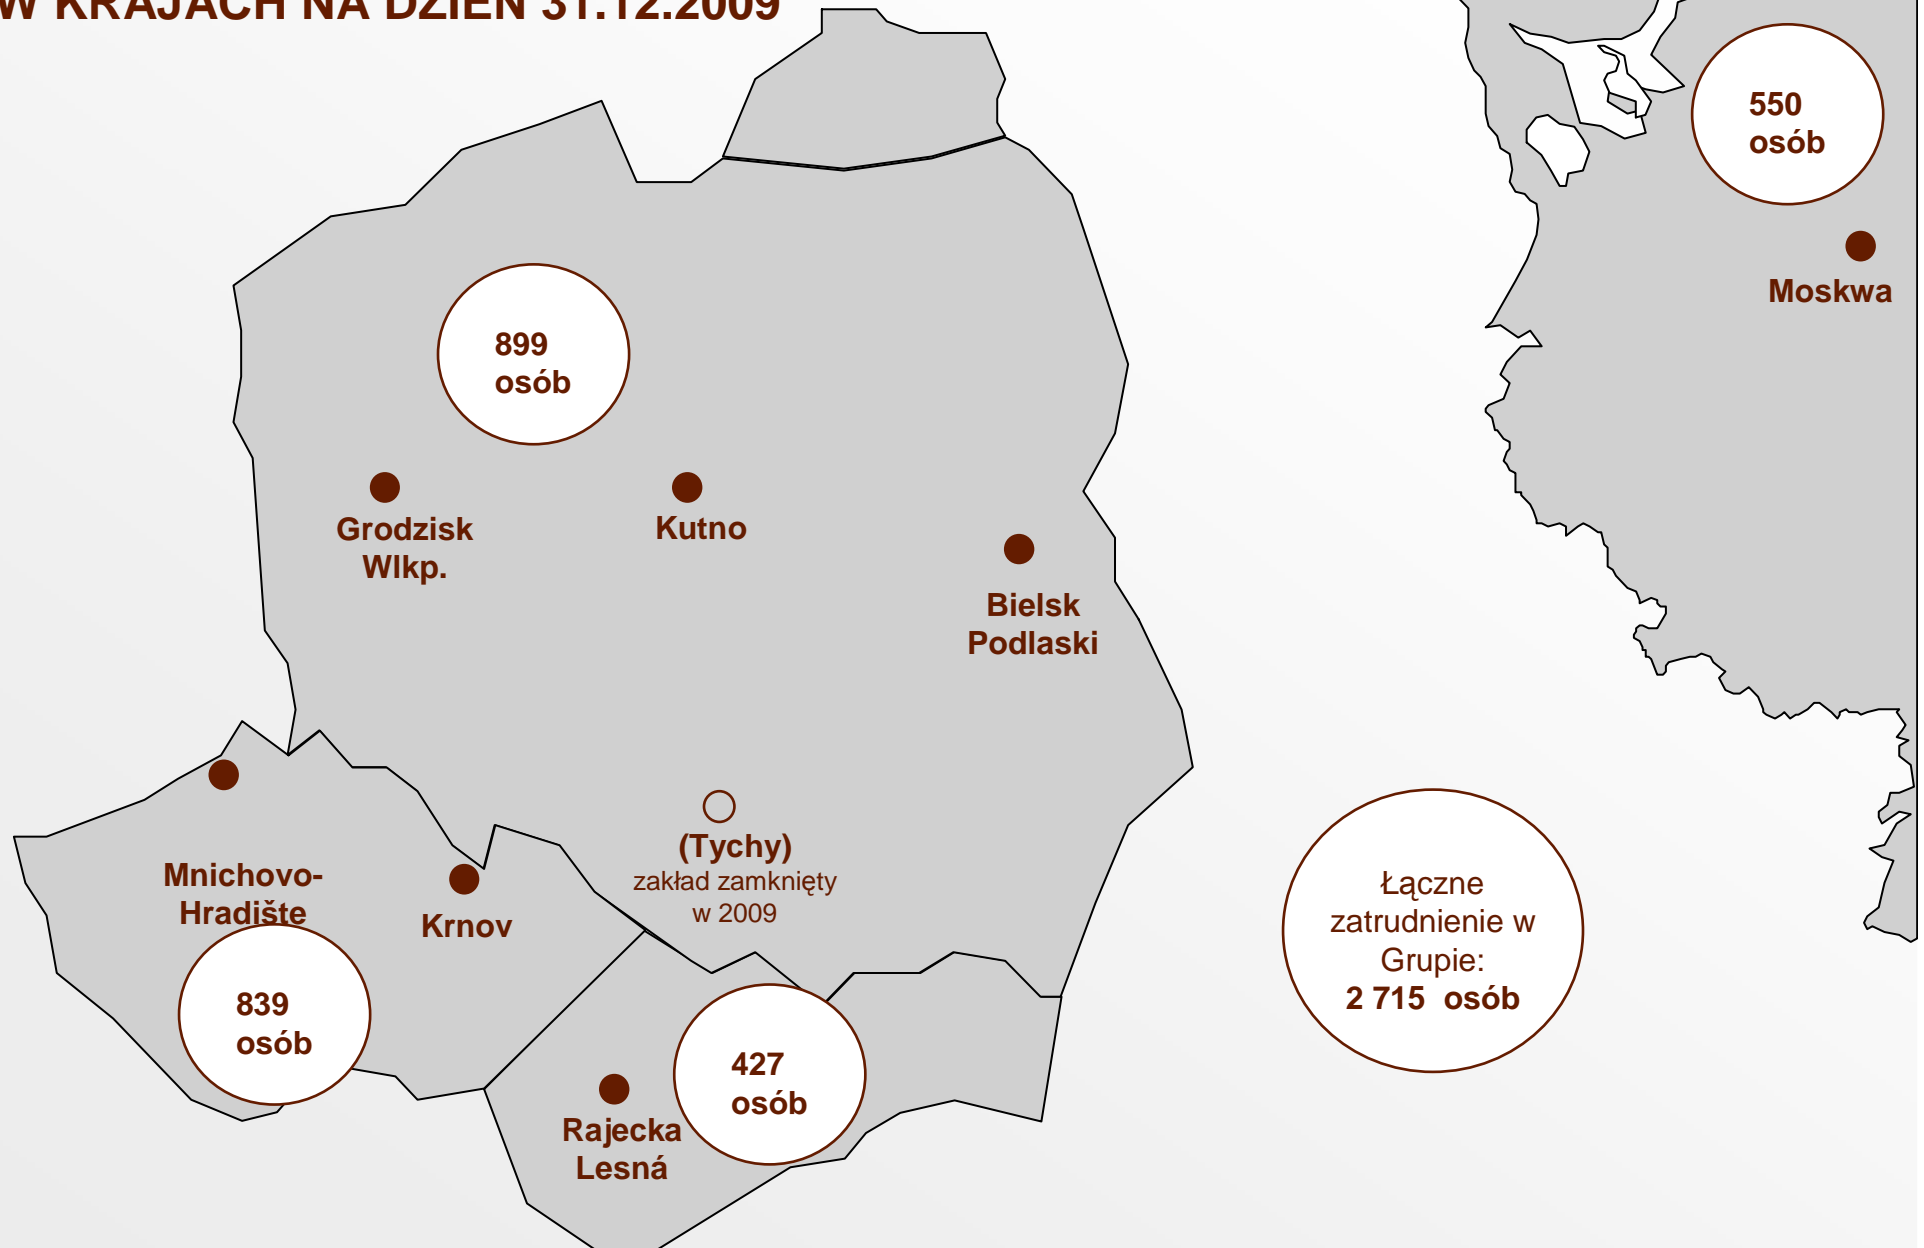 W KRAJACH NA DZIEŃ 31.12.2009
550
osób
Moskwa
899
osób
Grodzisk
Wlkp.
Kutno
Bielsk
Podlaski
(Tychy)
zakład zamknięty
w 2009
Mnichovo-
Hradište
Krnov
839
osób
427
osób
Rajecka
Lesná
Łączne
zatrudnienie w
Grupie:
2 715 osób